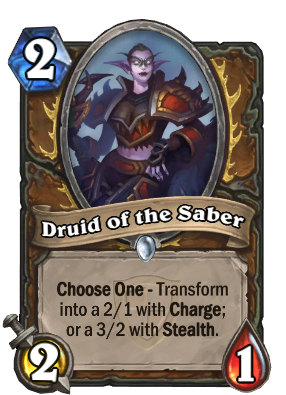 2
Druid of the Saber
Choose One - Transform
into a 2/1 with Charge;
or a 3/2 with Stealth.
2
1